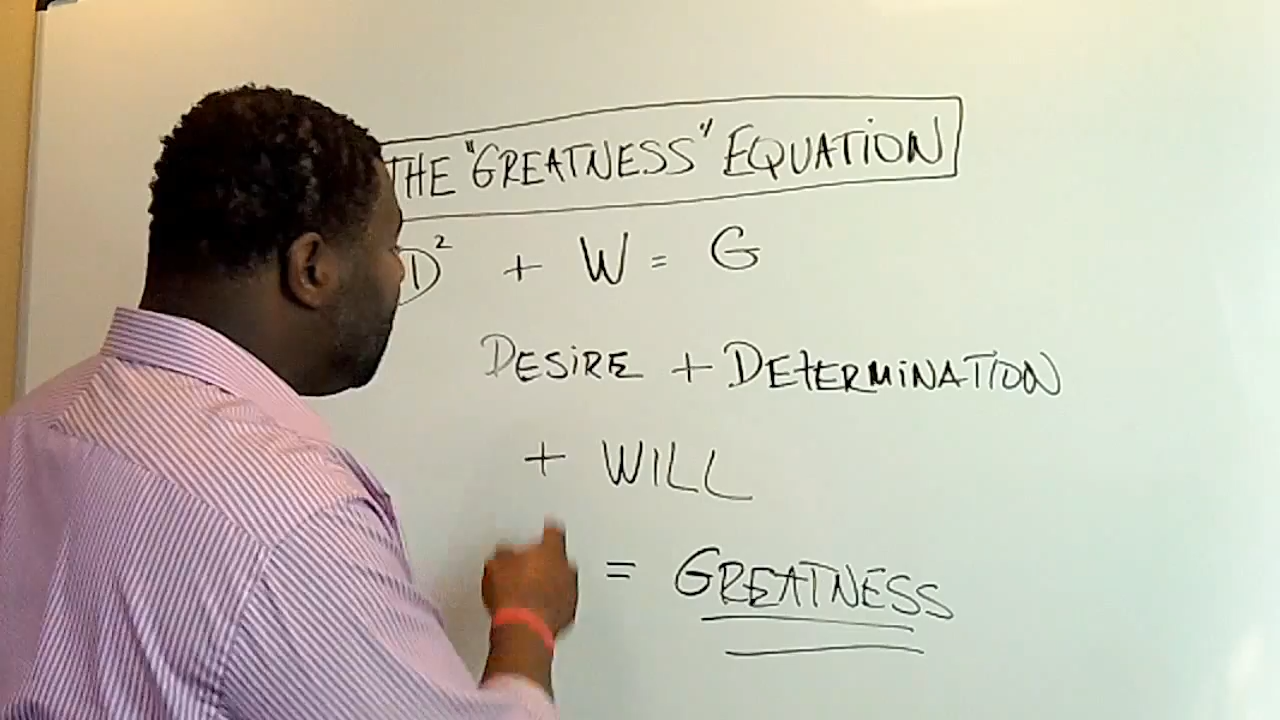 THE "GREATNESS" EQUATION
D² + W = G
DESIRE + DETERMINATION
+ WILL
= GREATNESS